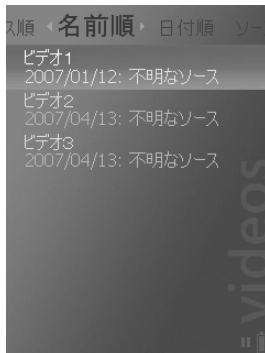 ス順 名前順 日付順 ソー
ビデオ1
2007/01/12: 不明なソース
ビデオ2
2007/04/13: 不明なソース
ビデオ3
2007/04/13: 不明なソース
videos